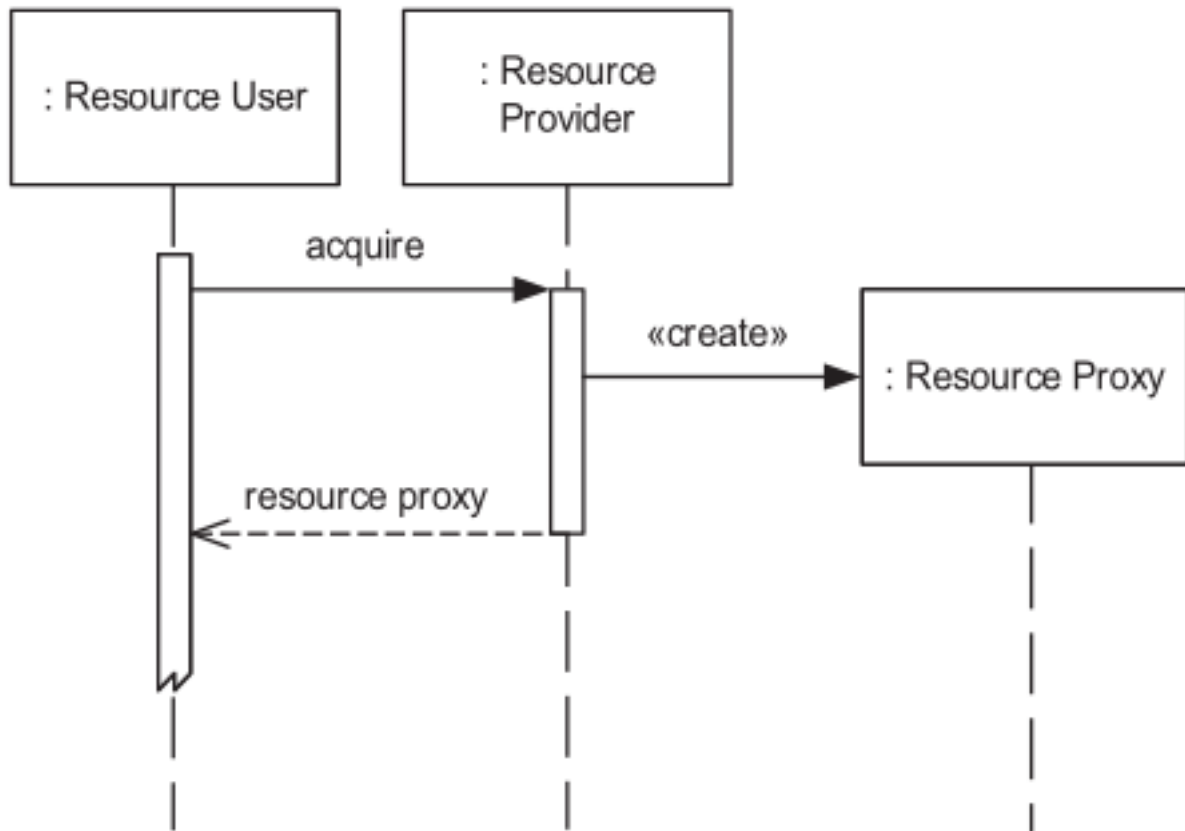 : Resource User
: Resource
Provider
acquire
«create»
: Resource Proxy
resource proxy